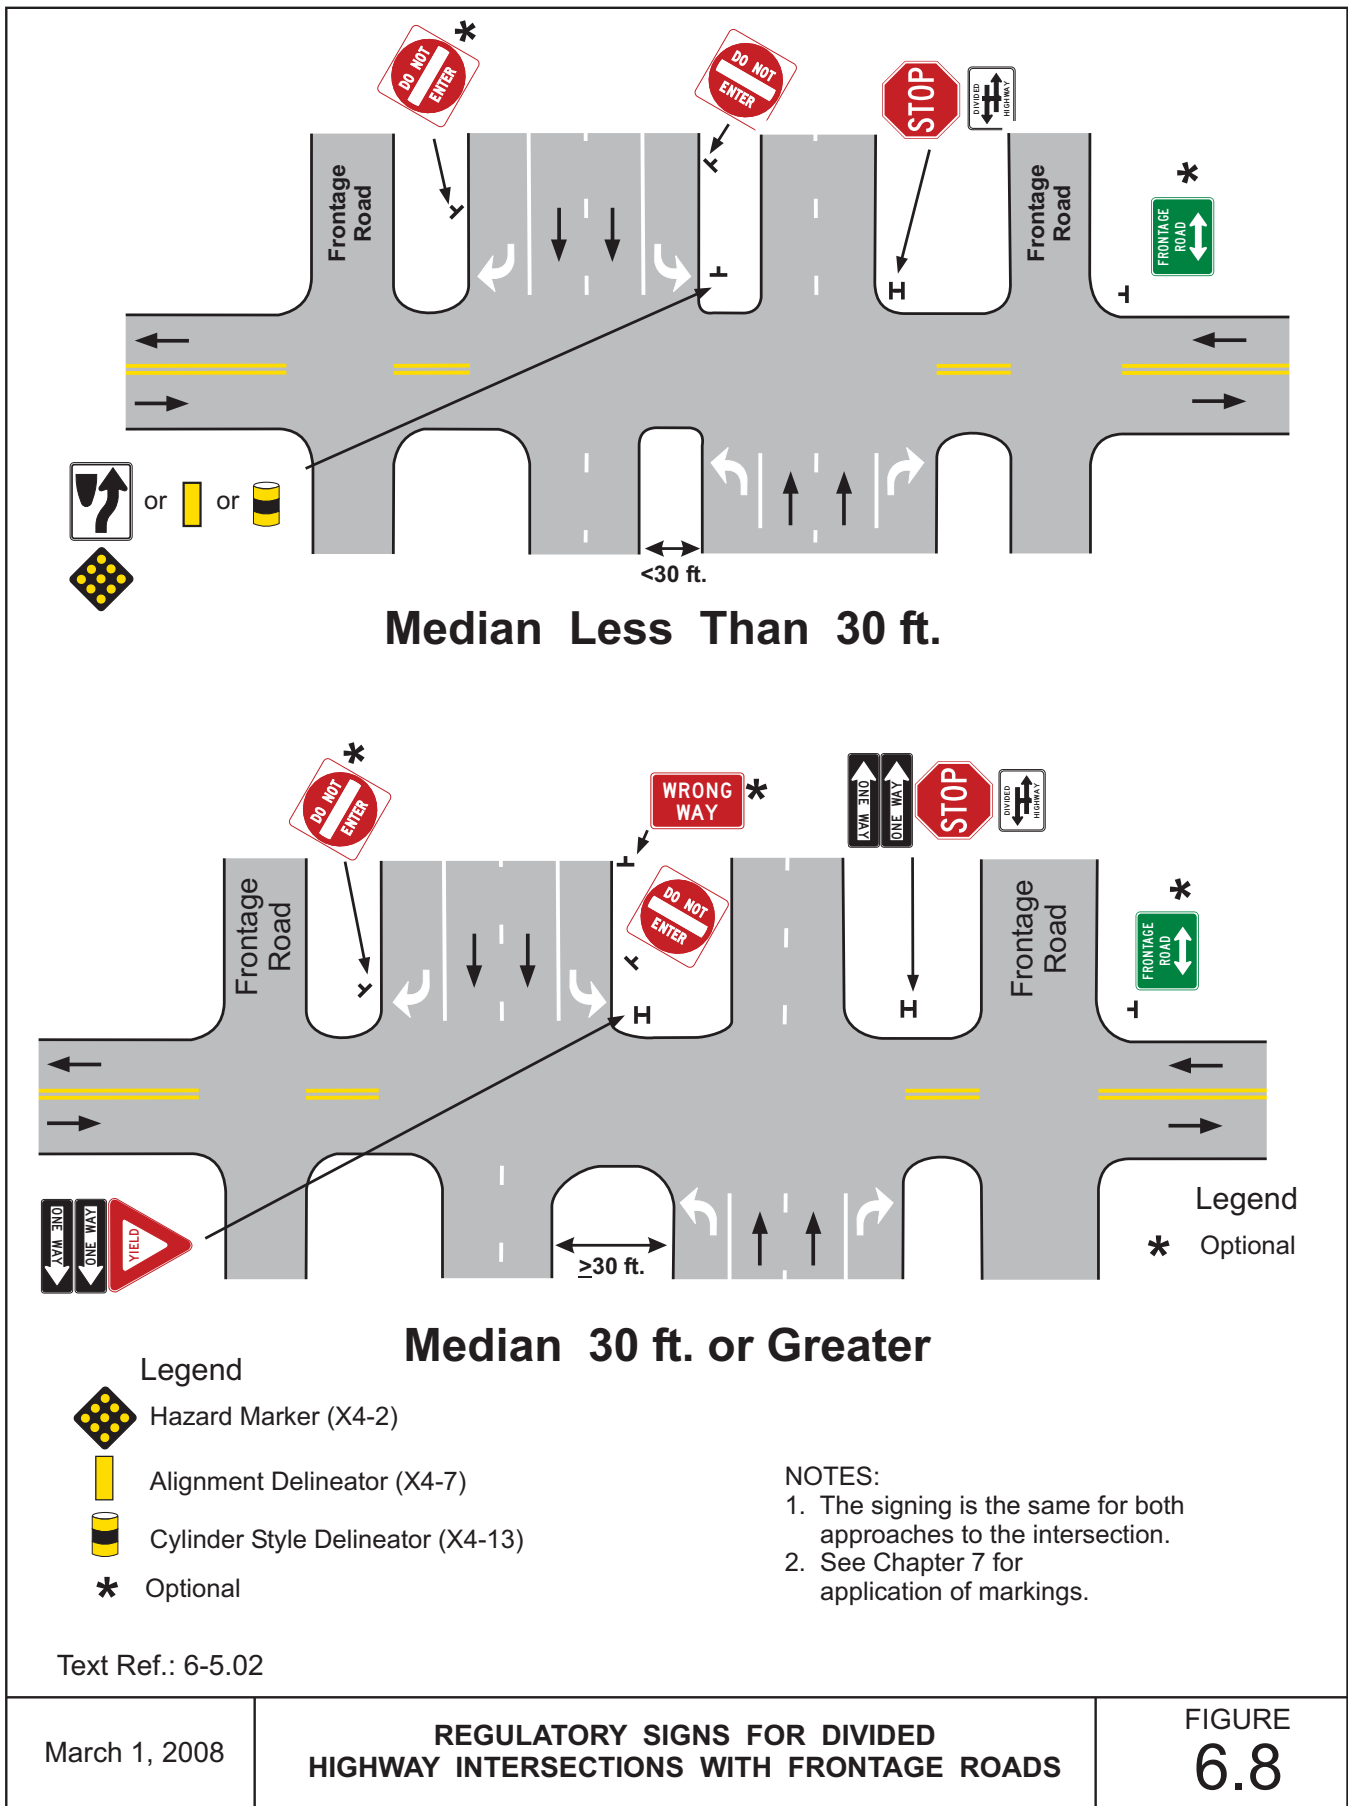 *
DO NOT
ENTER
DO NOT
ENTER
STOP
DIVIDED
HIGHWAY
*
FRONTAGE
ROAD
Frontage
Road
Frontage
Road
or
or
<30 ft.
Median Less Than 30 ft.
*
DO NOT
ENTER
WRONG
WAY
*
DO NOT
ENTER
ONE WAY
ONE WAY
STOP
DIVIDED
HIGHWAY
*
FRONTAGE
ROAD
Frontage
Road
Frontage
Road
ONE WAY
ONE WAY
YIELD
≥30 ft.
Legend
* Optional
Median 30 ft. or Greater
Legend
Hazard Marker (X4-2)
Alignment Delineator (X4-7)
Cylinder Style Delineator (X4-13)
* Optional
NOTES:
1. The signing is the same for both
approaches to the intersection.
2. See Chapter 7 for
application of markings.
Text Ref.: 6-5.02
March 1, 2008
REGULATORY SIGNS FOR DIVIDED
HIGHWAY INTERSECTIONS WITH FRONTAGE ROADS
FIGURE
6.8